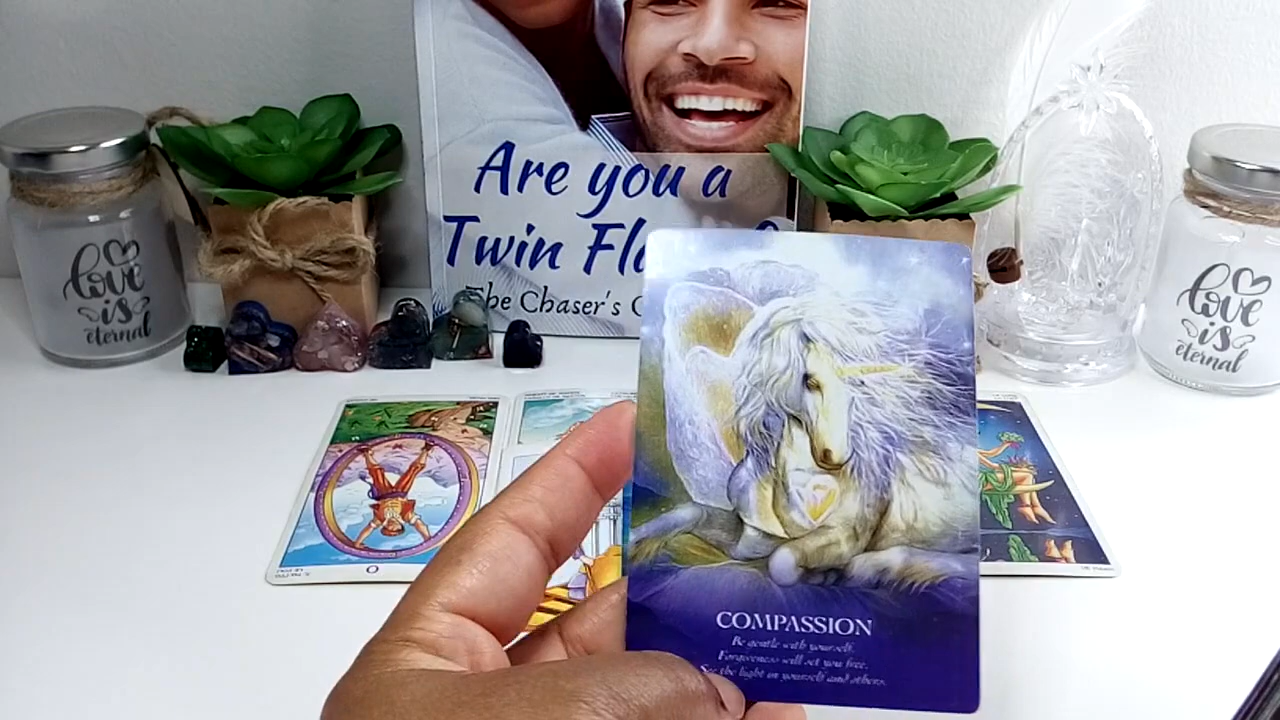 Are you a
Twin
The Chaser's
love
is
eternal
love
is
eternal
0
COMPASSION
Be gentle with yourself.
Forgiveness will set you free.
See the light in yourself and others.